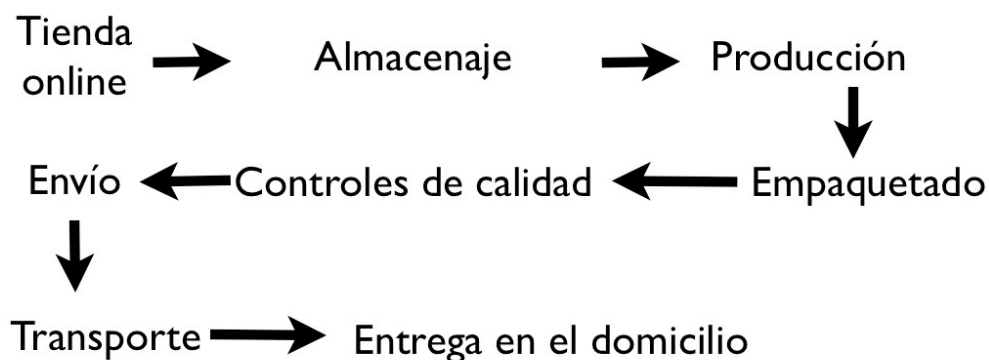 Tienda
online
Almacenaje
Producción
Envío
Controles de calidad
Empaquetado
Transporte
Entrega en el domicilio